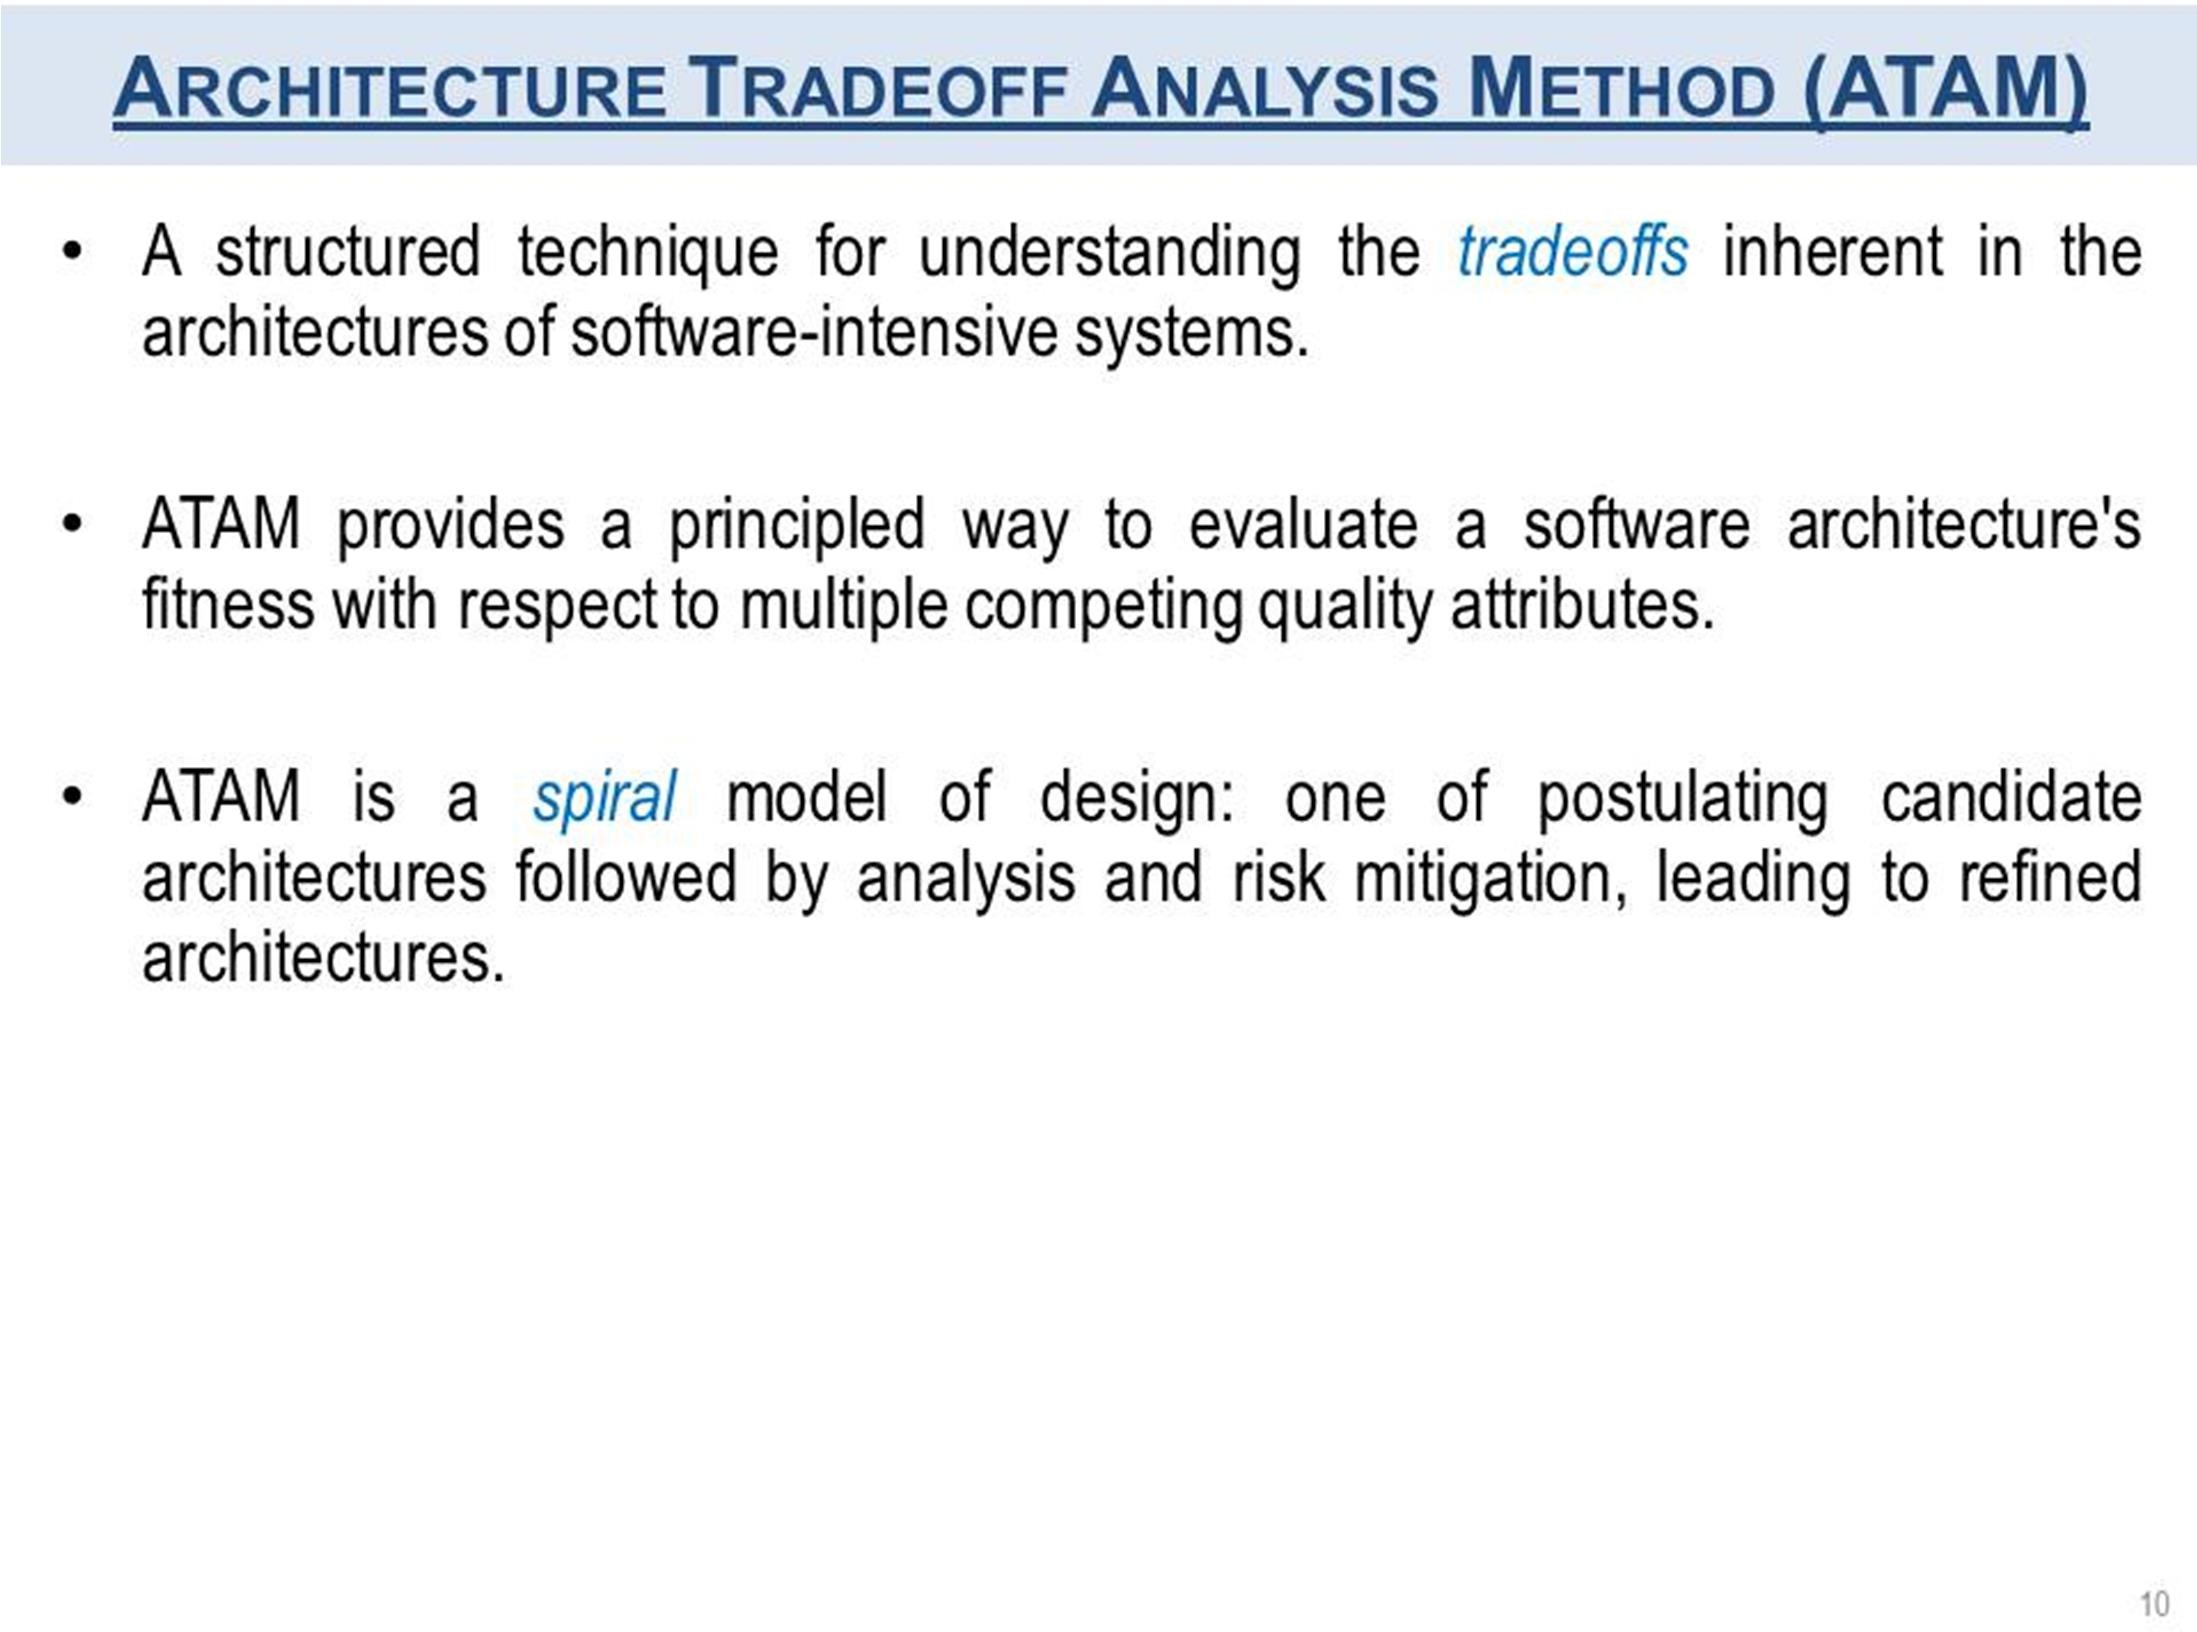 ARCHITECTURE TRADEOFF ANALYSIS METHOD (ATAM)
• A structured technique for understanding the tradeoffs inherent in the
architectures of software-intensive systems.
• ATAM provides a principled way to evaluate a software architecture's
fitness with respect to multiple competing quality attributes.
• ATAM is a spiral model of design: one of postulating candidate
architectures followed by analysis and risk mitigation, leading to refined
architectures.
10